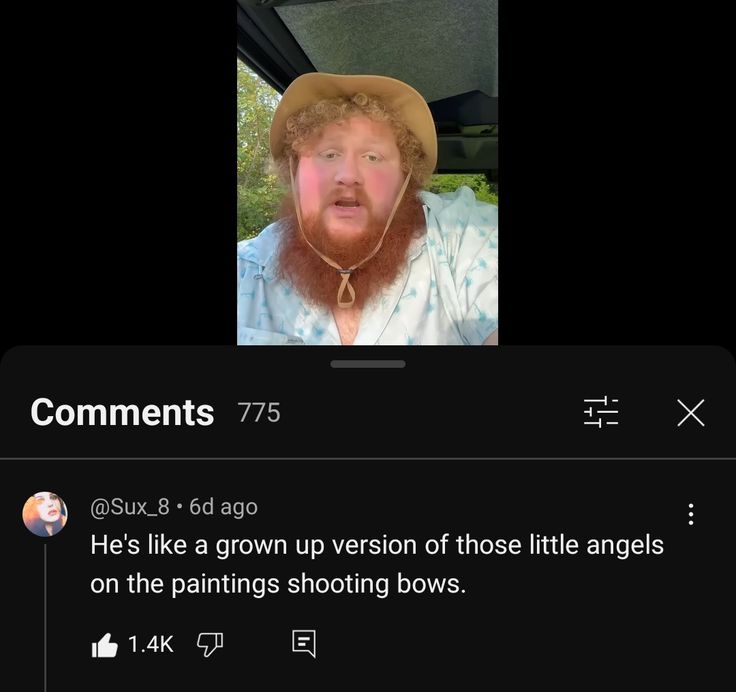 Comments 775
@Sux_8 • 6d ago
He's like a grown up version of those little angels
on the paintings shooting bows.
1.4K